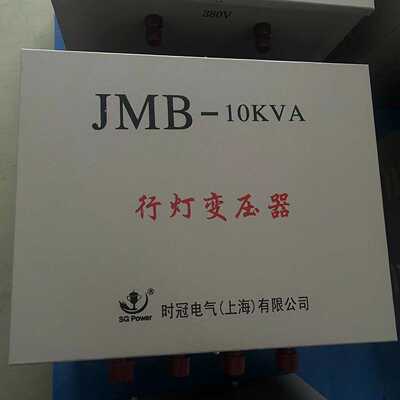 380V
JMB-10KVA
行灯变压器
®
SG Power
时冠电气(上海)有限公司